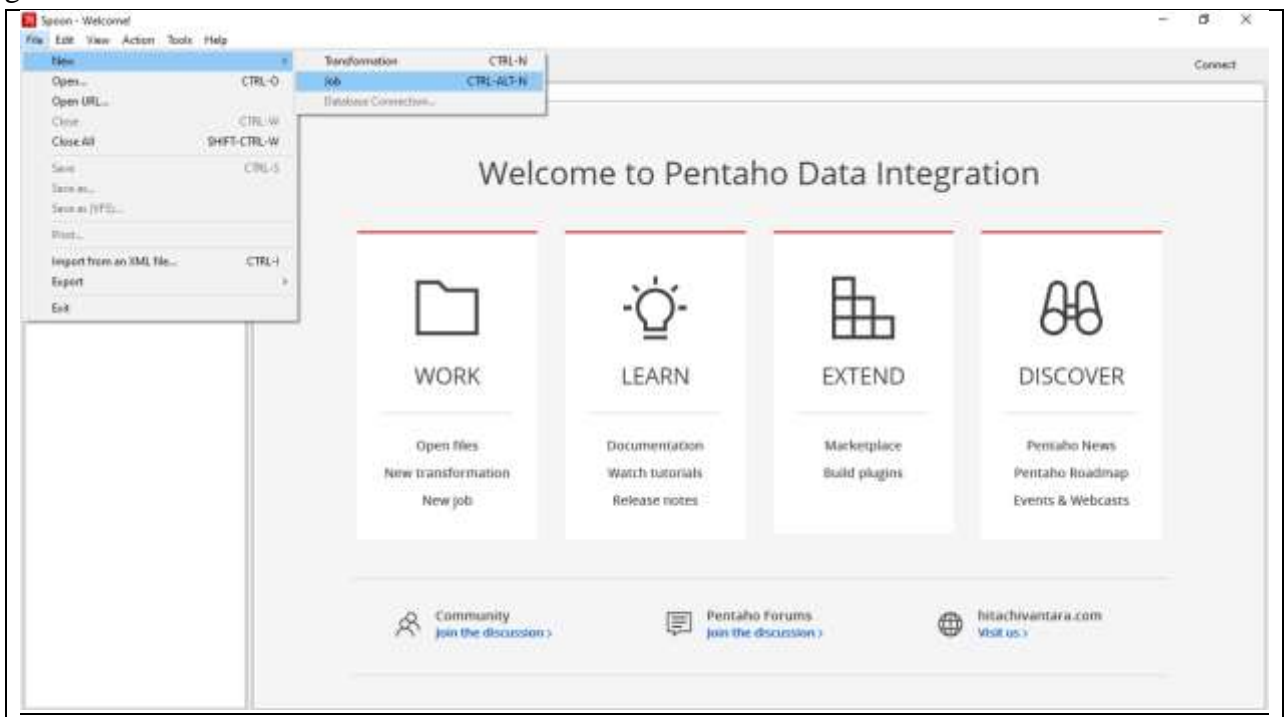 Spoon - Welcome!
File Edit View Action Tools Help
New
Open... CTRL-O
Open URL...
Close CTRL-W
Close All SHIFT-CTRL-W
Save CTRL-S
Save as...
Save as (VFS)...
Print...
Import from an XML file... CTRL-I
Export
Exit
Transformation CTRL-N
Job CTRL-ALT-N
Database Connection...
Connect
Welcome to Pentaho Data Integration
WORK
Open files
New transformation
New job
LEARN
Documentation
Watch tutorials
Release notes
EXTEND
Marketplace
Build plugins
DISCOVER
Pentaho News
Pentaho Roadmap
Events & Webcasts
Community
Join the discussion >
Pentaho Forums
Join the discussion >
hitachivantara.com
Visit us >